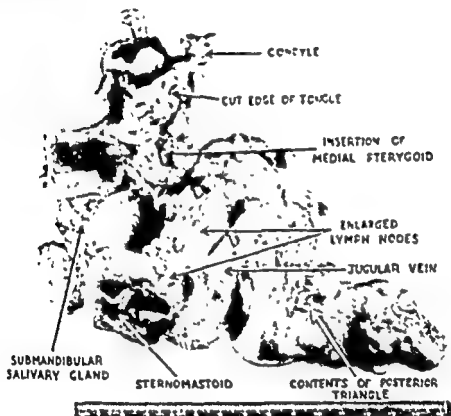 CONDYLE
CUT EDGE OF TONGUE
INSERTION OF
MEDIAL PTERYGOID
ENLARGED
LYMPH NODES
JUGULAR VEIN
SUBMANDIBULAR
SALIVARY GLAND
STERNOMASTOID
CONTENTS OF POSTERIOR
TRIANGLE